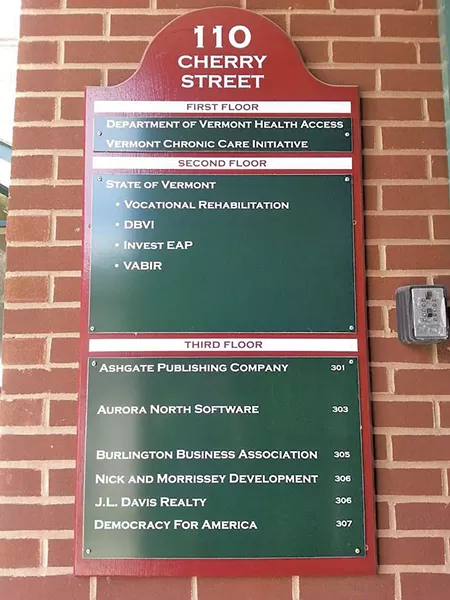 110
CHERRY
STREET
FIRST FLOOR
DEPARTMENT OF VERMONT HEALTH ACCESS
VERMONT CHRONIC CARE INITIATIVE
SECOND FLOOR
STATE OF VERMONT
• VOCATIONAL REHABILITATION
• DBVI
• INVEST EAP
• VABIR
THIRD FLOOR
ASHGATE PUBLISHING COMPANY 301
AURORA NORTH SOFTWARE 303
BURLINGTON BUSINESS ASSOCIATION 305
NICK AND MORRISSEY DEVELOPMENT 306
J.L. DAVIS REALTY 306
DEMOCRACY FOR AMERICA 307